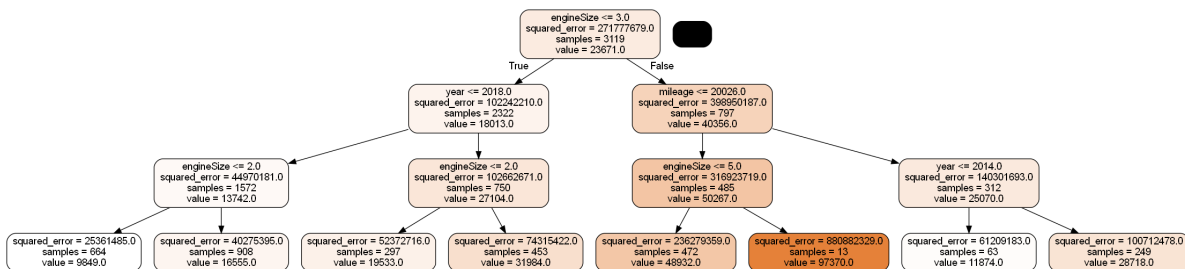 engineSize <= 3.0
squared_error = 271777679.0
samples = 3119
value = 23671.0
True
False
year <= 2018.0
squared_error = 102242210.0
samples = 2322
value = 18013.0
mileage <= 20026.0
squared_error = 398950187.0
samples = 797
value = 40356.0
engineSize <= 2.0
squared_error = 44970181.0
samples = 1572
value = 13742.0
engineSize <= 2.0
squared_error = 102662671.0
samples = 750
value = 27104.0
engineSize <= 5.0
squared_error = 316923719.0
samples = 485
value = 50267.0
year <= 2014.0
squared_error = 140301693.0
samples = 312
value = 25070.0
squared_error = 25361485.0
samples = 664
value = 9849.0
squared_error = 40275395.0
samples = 908
value = 16555.0
squared_error = 52372716.0
samples = 297
value = 19533.0
squared_error = 74315422.0
samples = 453
value = 31984.0
squared_error = 236279359.0
samples = 472
value = 48932.0
squared_error = 880882329.0
samples = 13
value = 97370.0
squared_error = 61209183.0
samples = 63
value = 11874.0
squared_error = 100712478.0
samples = 249
value = 28718.0